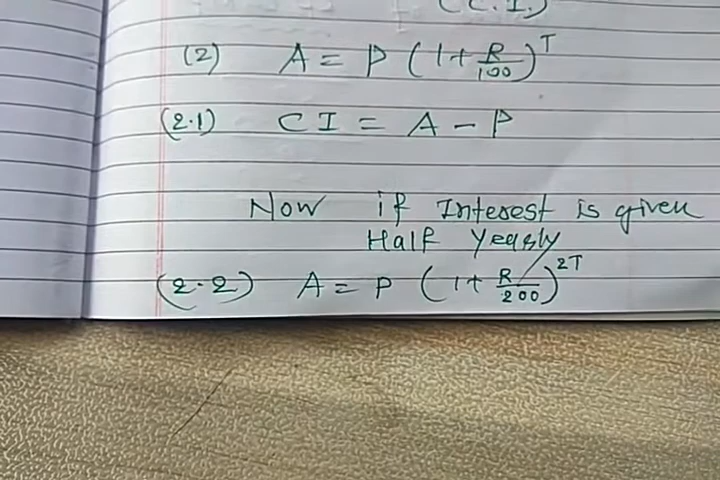 (C.I.)
(2) A = P (1 + R/100)^T
(2.1) CI = A - P
Now if Interest is given
Half Yearly
(2.2) A = P (1 + R/200)^2T